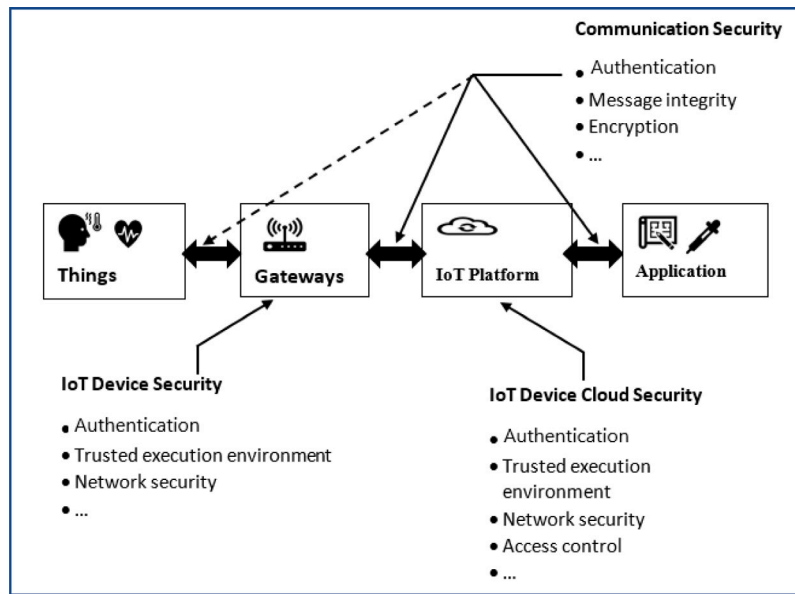 Communication Security
• Authentication
• Message integrity
• Encryption
• ...
Things
Gateways
IoT Platform
Application
IoT Device Security
• Authentication
• Trusted execution environment
• Network security
• ...
IoT Device Cloud Security
• Authentication
• Trusted execution
environment
• Network security
• Access control
• ...